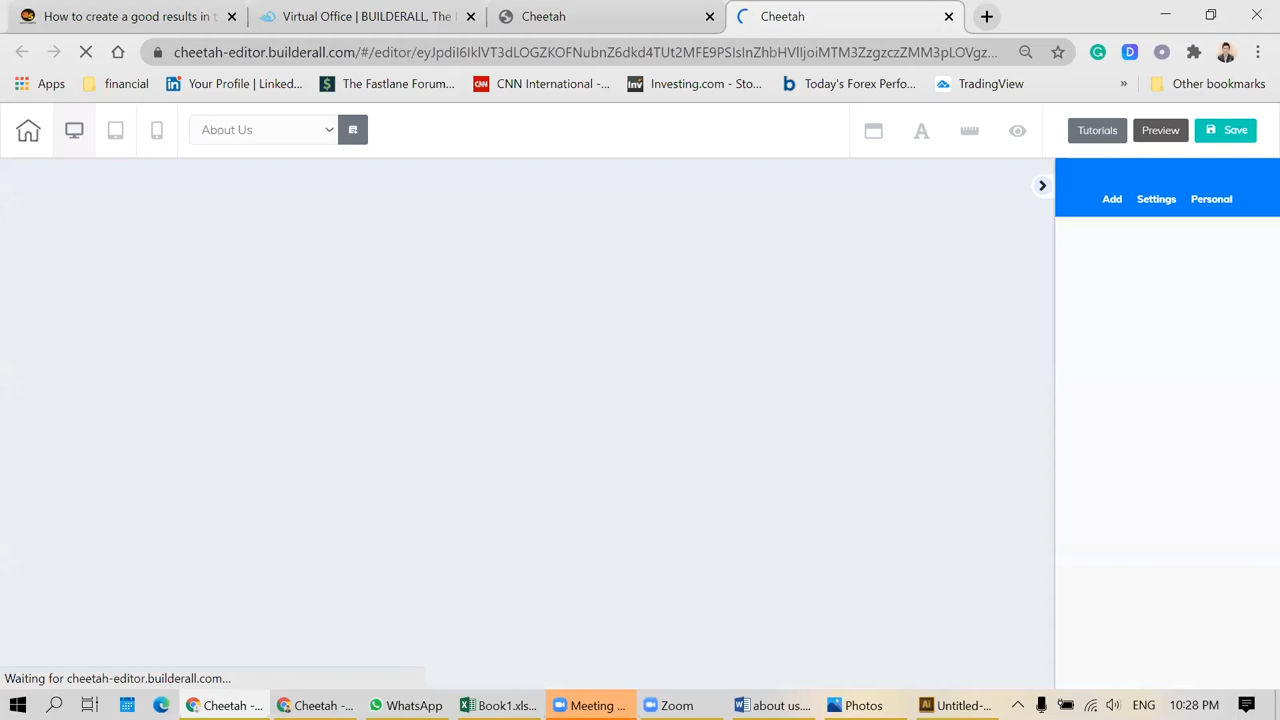 How to create a good results in t
Virtual Office | BUILDERALL, The
Cheetah
Cheetah
cheetah-editor.builderall.com/#/editor/eyJpdiI6IklVT3dLOGZKOFNubnZ6dkd4TUt2MFE9PSIsInZhbHVlIjoiMTM3ZzgzczZMM3pLOVgz...
Apps
financial
Your Profile | Linked...
The Fastlane Forum...
CNN International -...
Investing.com - Sto...
Today's Forex Perfo...
TradingView
»
Other bookmarks
About Us
Tutorials
Preview
Save
Add
Settings
Personal
Waiting for cheetah-editor.builderall.com...
Cheetah -...
Cheetah -...
WhatsApp
Book1.xls...
Meeting ...
Zoom
about us....
Photos
Untitled-...
ENG
10:28 PM